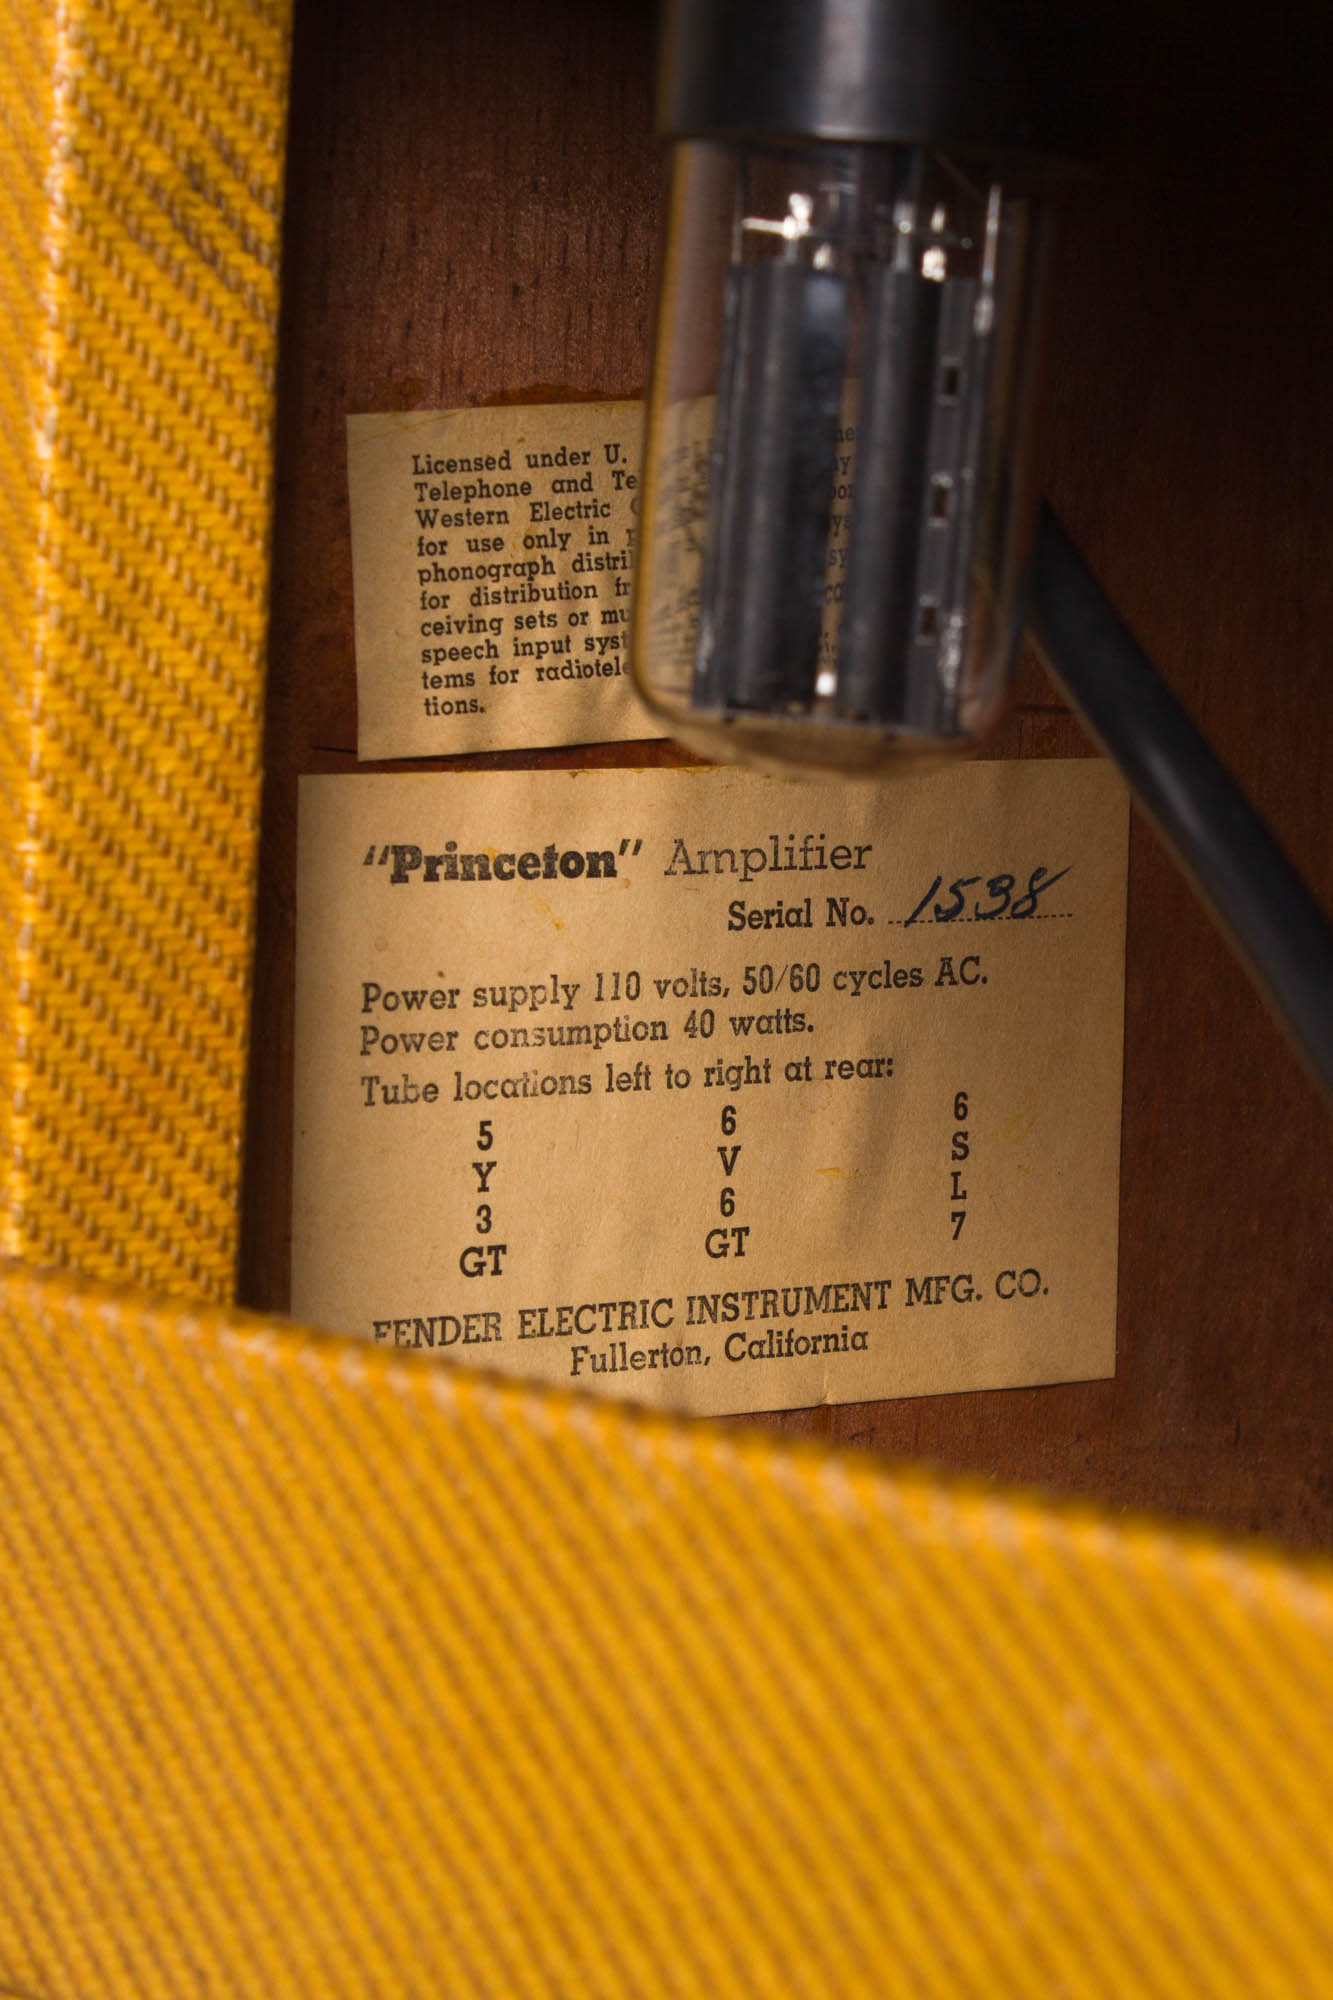 Licensed under U.
Telephone and Te
Western Electric
for use only in
phonograph distri
for distribution fr
ceiving sets or mu
speech input syst
tems for radiotele
tions.
"Princeton" Amplifier
Serial No. 1538
Power supply 110 volts, 50/60 cycles AC.
Power consumption 40 watts.
Tube locations left to right at rear:
5 6 6
Y V S
3 6 L
GT GT 7
FENDER ELECTRIC INSTRUMENT MFG. CO.
Fullerton, California